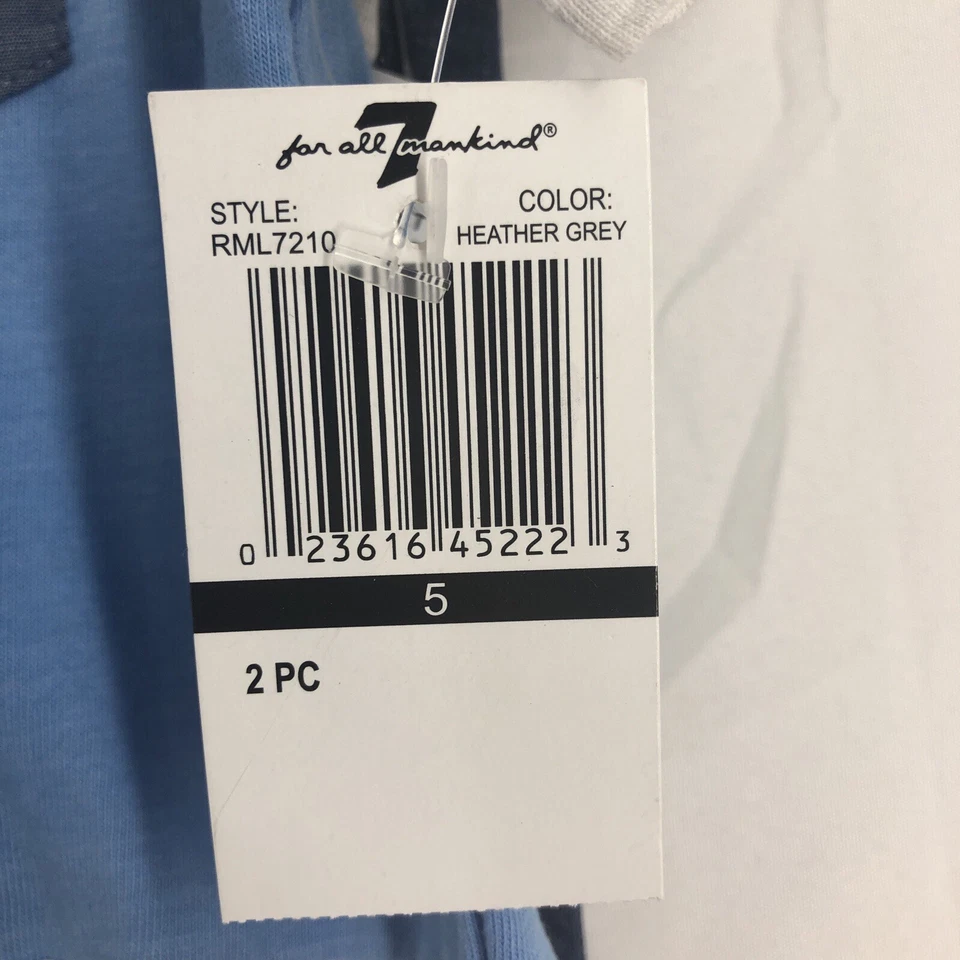 for all 7 mankind®
STYLE: COLOR:
RML7210 HEATHER GREY
0 23616 45222 3
5
2 PC